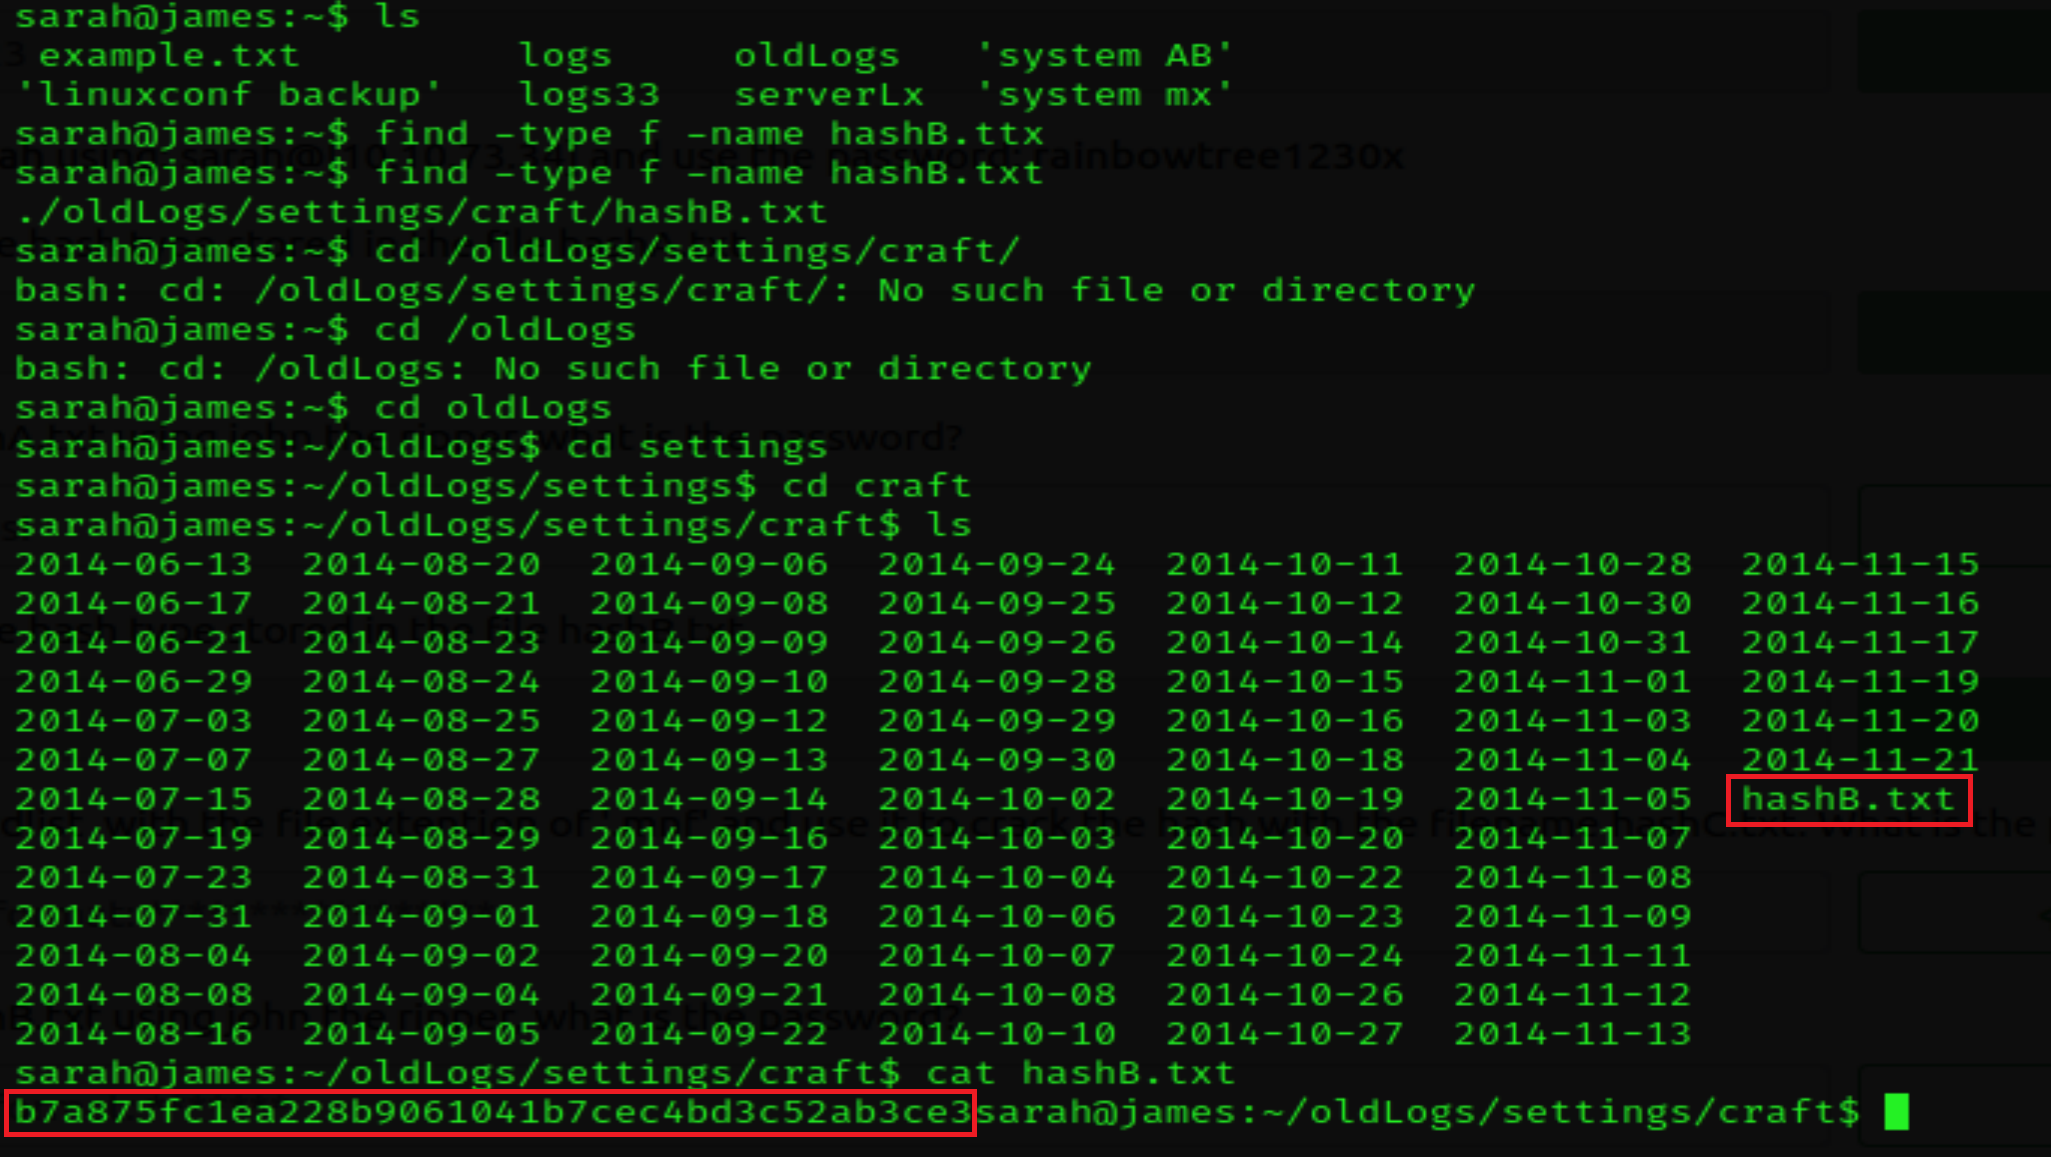 sarah@james:~$ ls
example.txt logs oldLogs 'system AB'
'linuxconf backup' logs33 serverLx 'system mx'
sarah@james:~$ find -type f -name hashB.ttx
sarah@james:~$ find -type f -name hashB.txt
./oldLogs/settings/craft/hashB.txt
sarah@james:~$ cd /oldLogs/settings/craft/
bash: cd: /oldLogs/settings/craft/: No such file or directory
sarah@james:~$ cd /oldLogs
bash: cd: /oldLogs: No such file or directory
sarah@james:~$ cd oldLogs
sarah@james:~/oldLogs$ cd settings
sarah@james:~/oldLogs/settings$ cd craft
sarah@james:~/oldLogs/settings/craft$ ls
2014-06-13 2014-08-20 2014-09-06 2014-09-24 2014-10-11 2014-10-28 2014-11-15
2014-06-17 2014-08-21 2014-09-08 2014-09-25 2014-10-12 2014-10-30 2014-11-16
2014-06-21 2014-08-23 2014-09-09 2014-09-26 2014-10-14 2014-10-31 2014-11-17
2014-06-29 2014-08-24 2014-09-10 2014-09-28 2014-10-15 2014-11-01 2014-11-19
2014-07-03 2014-08-25 2014-09-12 2014-09-29 2014-10-16 2014-11-03 2014-11-20
2014-07-07 2014-08-27 2014-09-13 2014-09-30 2014-10-18 2014-11-04 2014-11-21
2014-07-15 2014-08-28 2014-09-14 2014-10-02 2014-10-19 2014-11-05 hashB.txt
2014-07-19 2014-08-29 2014-09-16 2014-10-03 2014-10-20 2014-11-07
2014-07-23 2014-08-31 2014-09-17 2014-10-04 2014-10-22 2014-11-08
2014-07-31 2014-09-01 2014-09-18 2014-10-06 2014-10-23 2014-11-09
2014-08-04 2014-09-02 2014-09-20 2014-10-07 2014-10-24 2014-11-11
2014-08-08 2014-09-04 2014-09-21 2014-10-08 2014-10-26 2014-11-12
2014-08-16 2014-09-05 2014-09-22 2014-10-10 2014-10-27 2014-11-13
sarah@james:~/oldLogs/settings/craft$ cat hashB.txt
b7a875fc1ea228b9061041b7cec4bd3c52ab3ce3sarah@james:~/oldLogs/settings/craft$